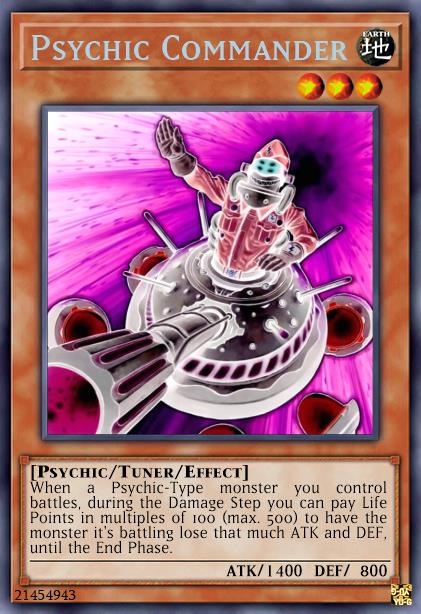 Psychic Commander
EARTH
地
[Psychic/Tuner/Effect]
When a Psychic-Type monster you control
battles, during the Damage Step you can pay Life
Points in multiples of 100 (max. 500) to have the
monster it's battling lose that much ATK and DEF,
until the End Phase.
ATK/1400 DEF/ 800
21454943